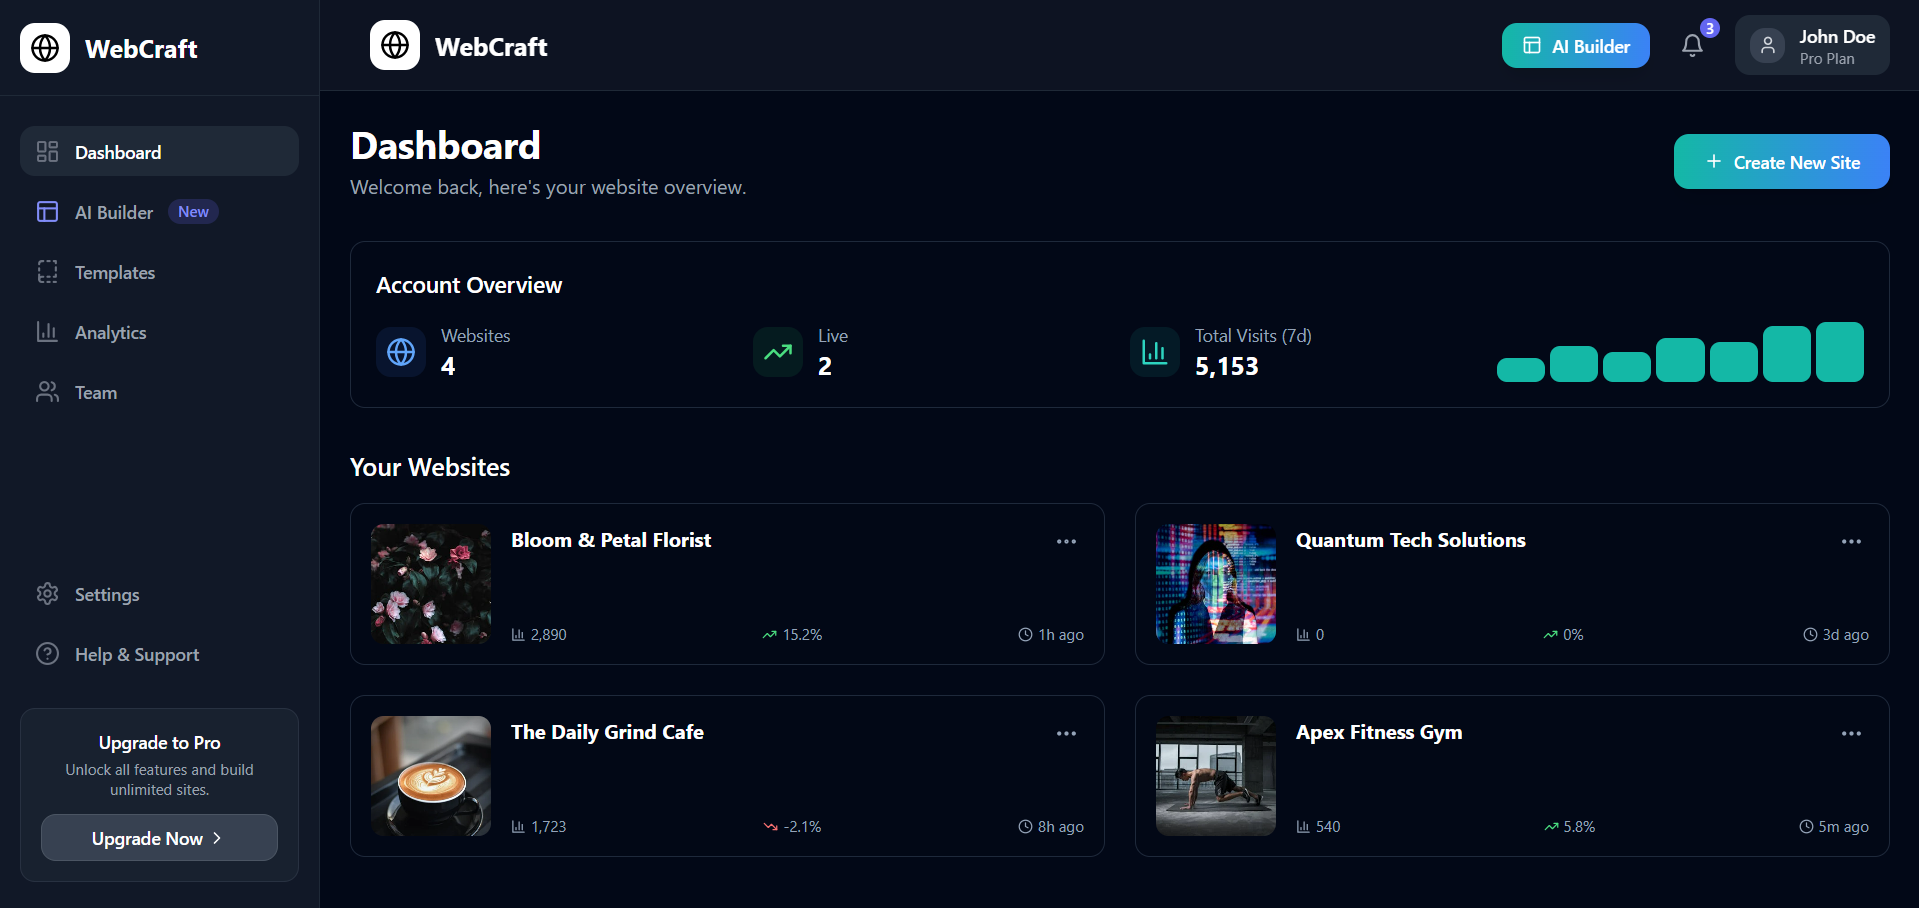 WebCraft
Dashboard
AI Builder New
Templates
Analytics
Team
Settings
Help & Support
Upgrade to Pro
Unlock all features and build
unlimited sites.
Upgrade Now
WebCraft
AI Builder
3
John Doe
Pro Plan
Dashboard
Welcome back, here's your website overview.
Create New Site
Account Overview
Websites
4
Live
2
Total Visits (7d)
5,153
Your Websites
Bloom & Petal Florist
2,890 15.2% 1h ago
Quantum Tech Solutions
0 0% 3d ago
The Daily Grind Cafe
1,723 -2.1% 8h ago
Apex Fitness Gym
540 5.8% 5m ago